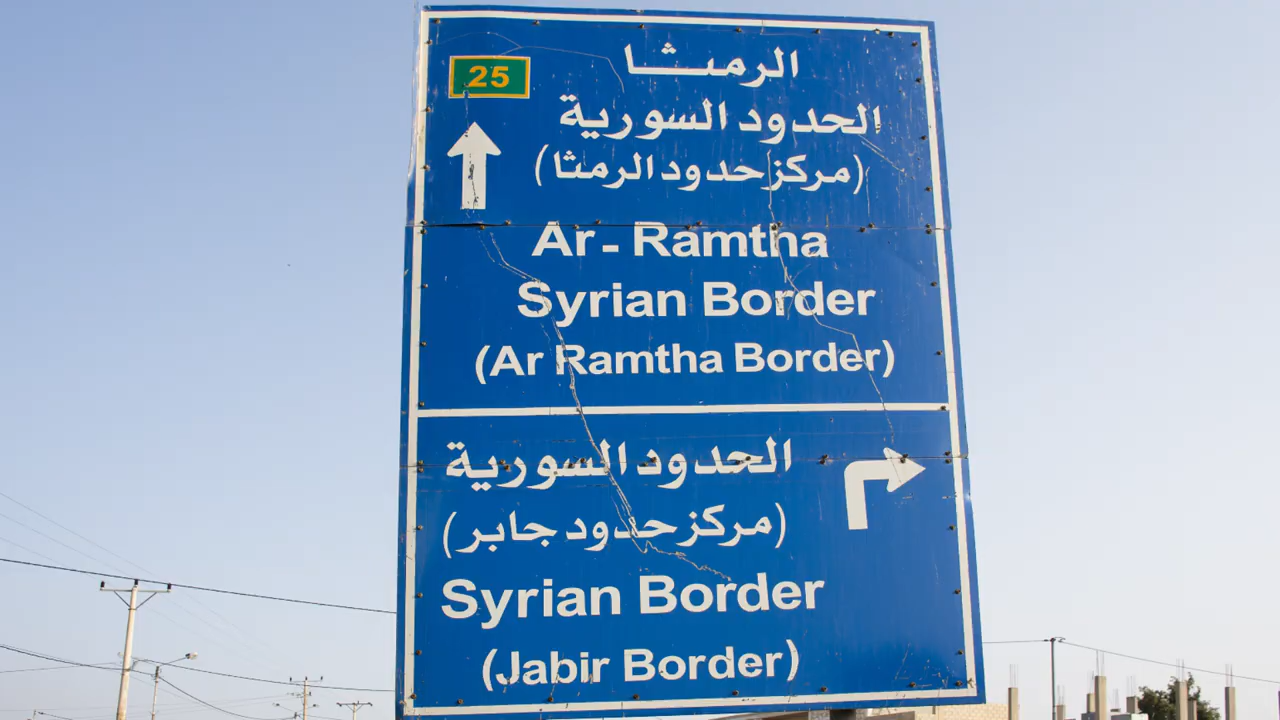 25
الرمثا
الحدود السورية
(مركز حدود الرمثا)
Ar-Ramtha
Syrian Border
(Ar Ramtha Border)
الحدود السورية
(مركز حدود جابر)
Syrian Border
(Jabir Border)